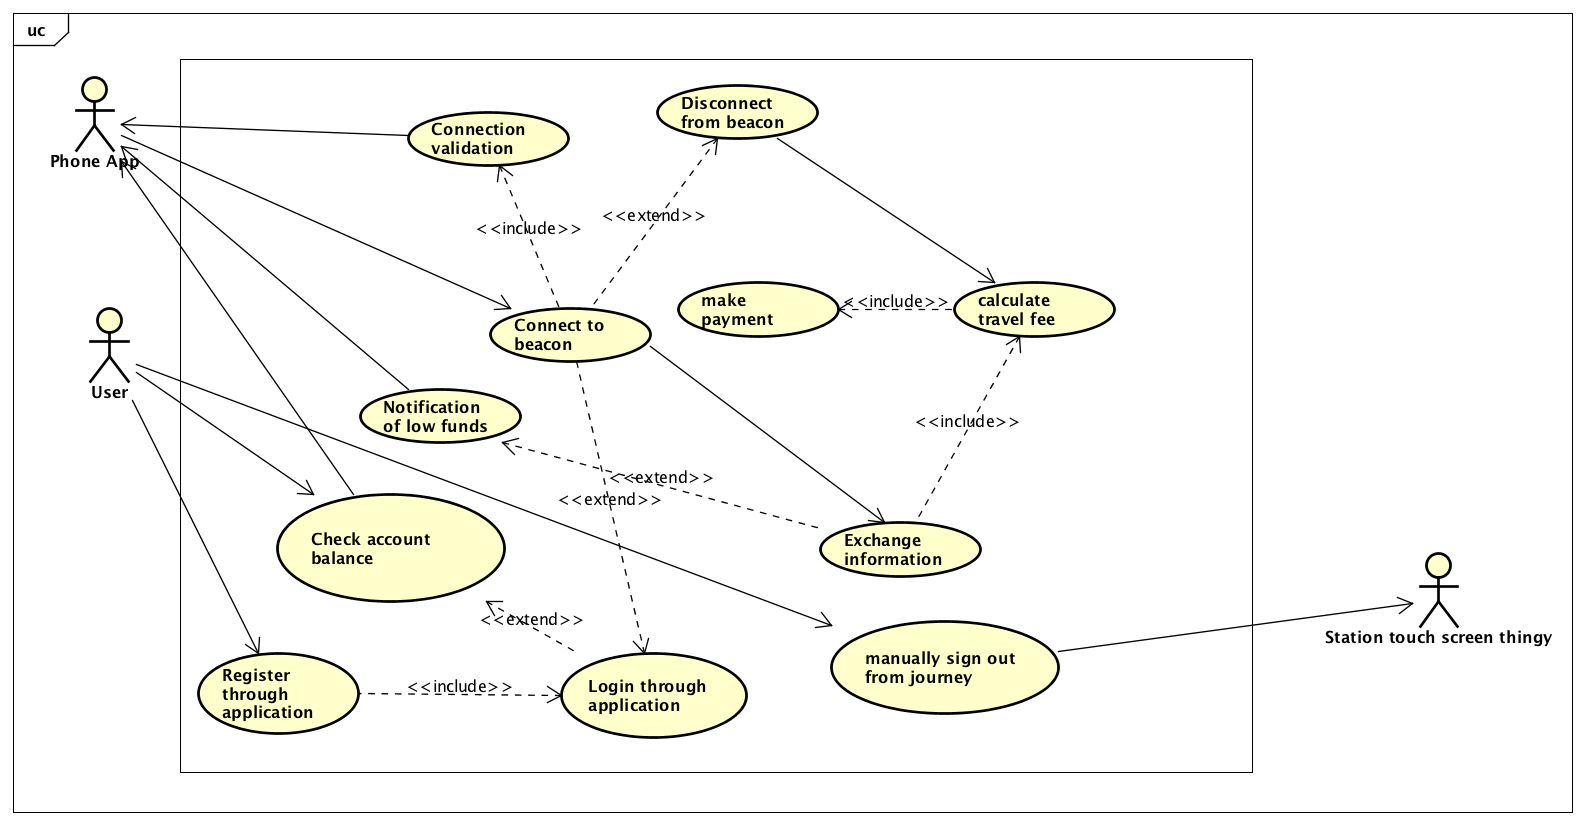 uc
Phone App
Connection
validation
Disconnect
from beacon
<<extend>>
<<include>>
make
payment
<<include>>
calculate
travel fee
Connect to
beacon
User
Notification
of low funds
<<include>>
<<extend>>
<<extend>>
Check account
balance
Exchange
information
<<extend>>
Station touch screen thingy
Register
through
application
<<include>>
Login through
application
manually sign out
from journey